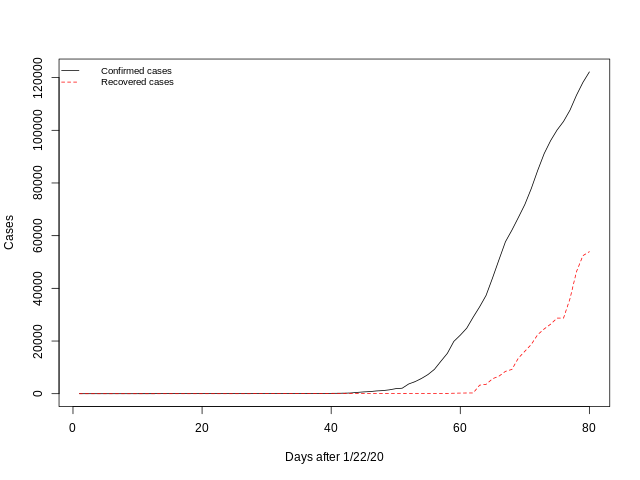 Confirmed cases
Recovered cases
Cases
0
20000
40000
60000
80000
100000
120000
0 20 40 60 80
Days after 1/22/20